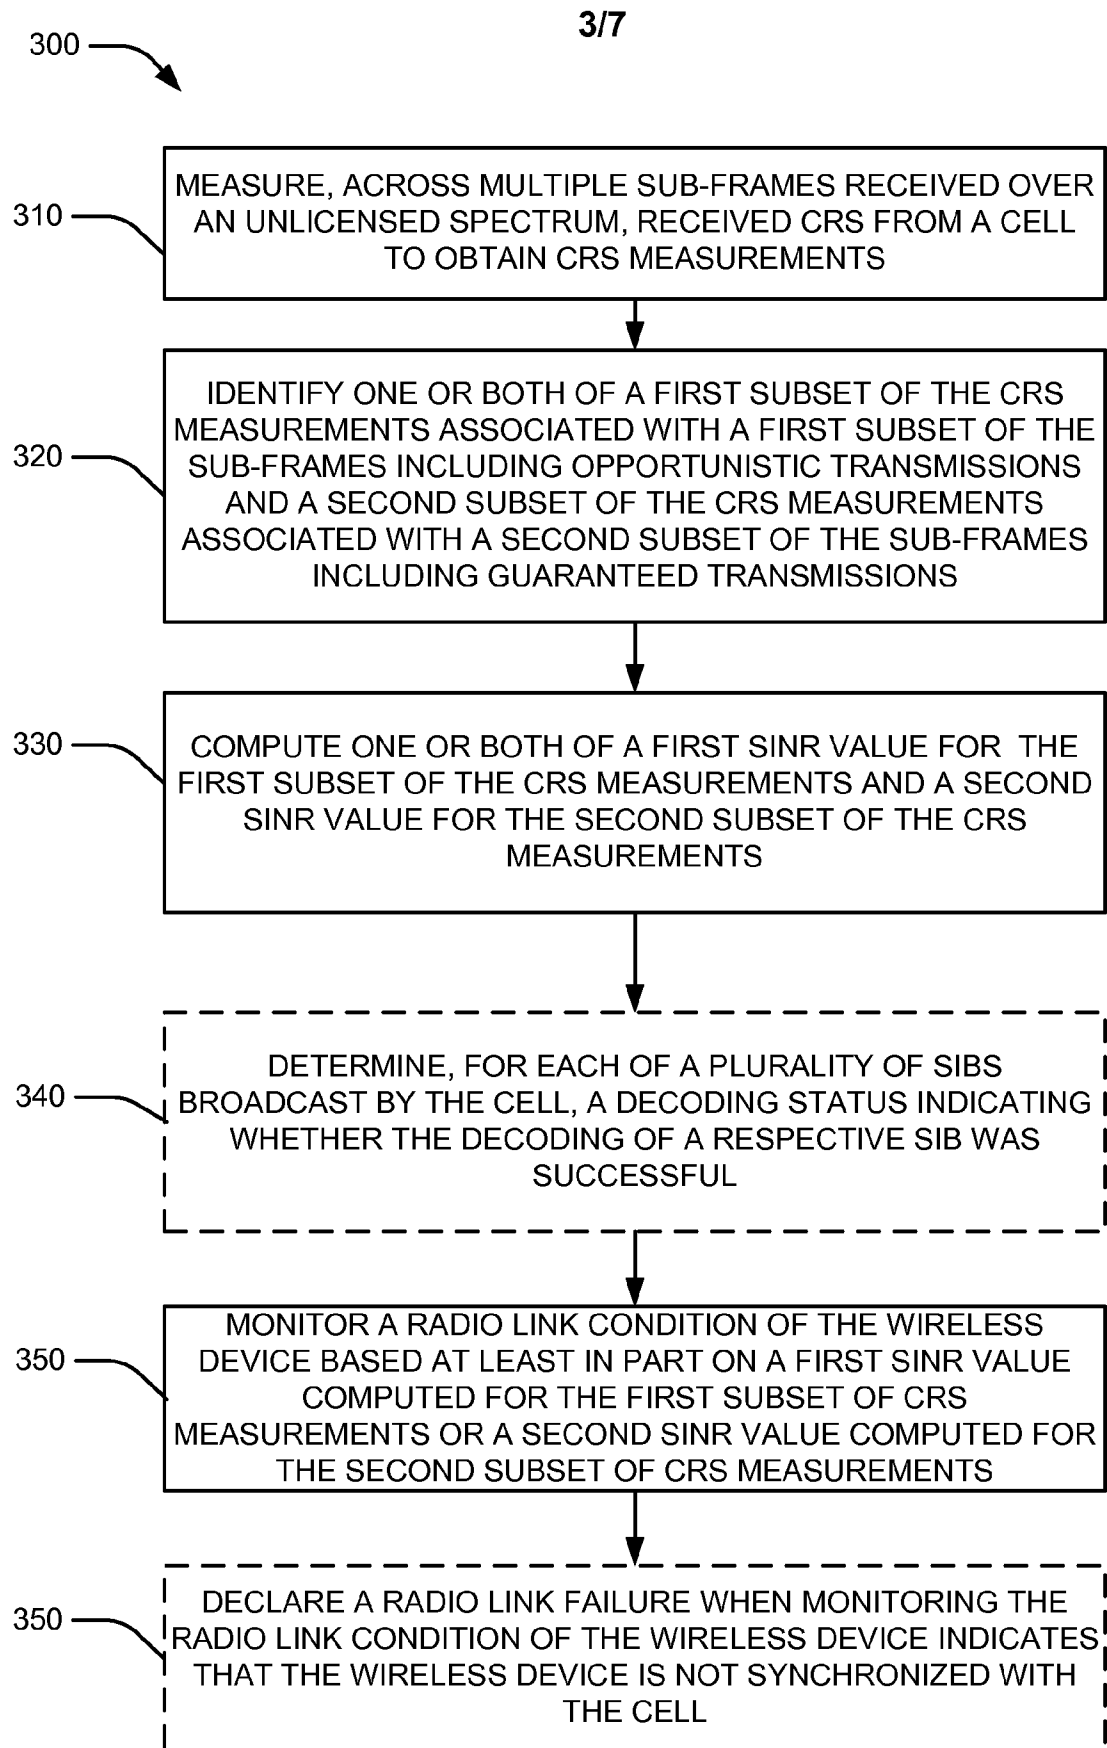 3/7
300
310
MEASURE, ACROSS MULTIPLE SUB-FRAMES RECEIVED OVER
AN UNLICENSED SPECTRUM, RECEIVED CRS FROM A CELL
TO OBTAIN CRS MEASUREMENTS
320
IDENTIFY ONE OR BOTH OF A FIRST SUBSET OF THE CRS
MEASUREMENTS ASSOCIATED WITH A FIRST SUBSET OF THE
SUB-FRAMES INCLUDING OPPORTUNISTIC TRANSMISSIONS
AND A SECOND SUBSET OF THE CRS MEASUREMENTS
ASSOCIATED WITH A SECOND SUBSET OF THE SUB-FRAMES
INCLUDING GUARANTEED TRANSMISSIONS
330
COMPUTE ONE OR BOTH OF A FIRST SINR VALUE FOR THE
FIRST SUBSET OF THE CRS MEASUREMENTS AND A SECOND
SINR VALUE FOR THE SECOND SUBSET OF THE CRS
MEASUREMENTS
340
DETERMINE, FOR EACH OF A PLURALITY OF SIBS
BROADCAST BY THE CELL, A DECODING STATUS INDICATING
WHETHER THE DECODING OF A RESPECTIVE SIB WAS
SUCCESSFUL
350
MONITOR A RADIO LINK CONDITION OF THE WIRELESS
DEVICE BASED AT LEAST IN PART ON A FIRST SINR VALUE
COMPUTED FOR THE FIRST SUBSET OF CRS
MEASUREMENTS OR A SECOND SINR VALUE COMPUTED FOR
THE SECOND SUBSET OF CRS MEASUREMENTS
350
DECLARE A RADIO LINK FAILURE WHEN MONITORING THE
RADIO LINK CONDITION OF THE WIRELESS DEVICE INDICATES
THAT THE WIRELESS DEVICE IS NOT SYNCHRONIZED WITH
THE CELL